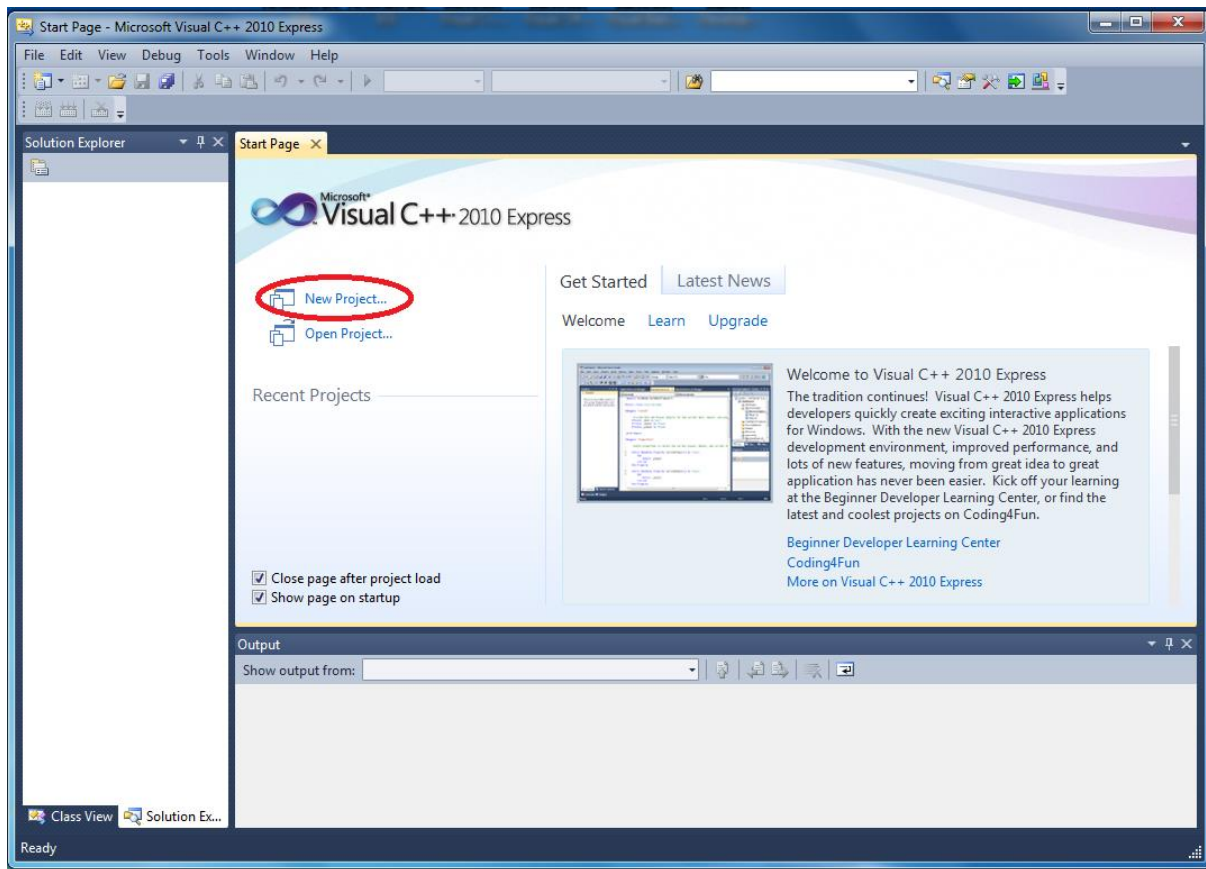 Start Page - Microsoft Visual C++ 2010 Express
File Edit View Debug Tools Window Help
Solution Explorer
Start Page
Microsoft
Visual C++ 2010 Express
New Project...
Open Project...
Recent Projects
Close page after project load
Show page on startup
Get Started Latest News
Welcome Learn Upgrade
Welcome to Visual C++ 2010 Express
The tradition continues! Visual C++ 2010 Express helps
developers quickly create exciting interactive applications
for Windows. With the new Visual C++ 2010 Express
development environment, improved performance, and
lots of new features, moving from great idea to great
application has never been easier. Kick off your learning
at the Beginner Developer Learning Center, or find the
latest and coolest projects on Coding4Fun.
Beginner Developer Learning Center
Coding4Fun
More on Visual C++ 2010 Express
Output
Show output from:
Class View Solution Ex...
Ready